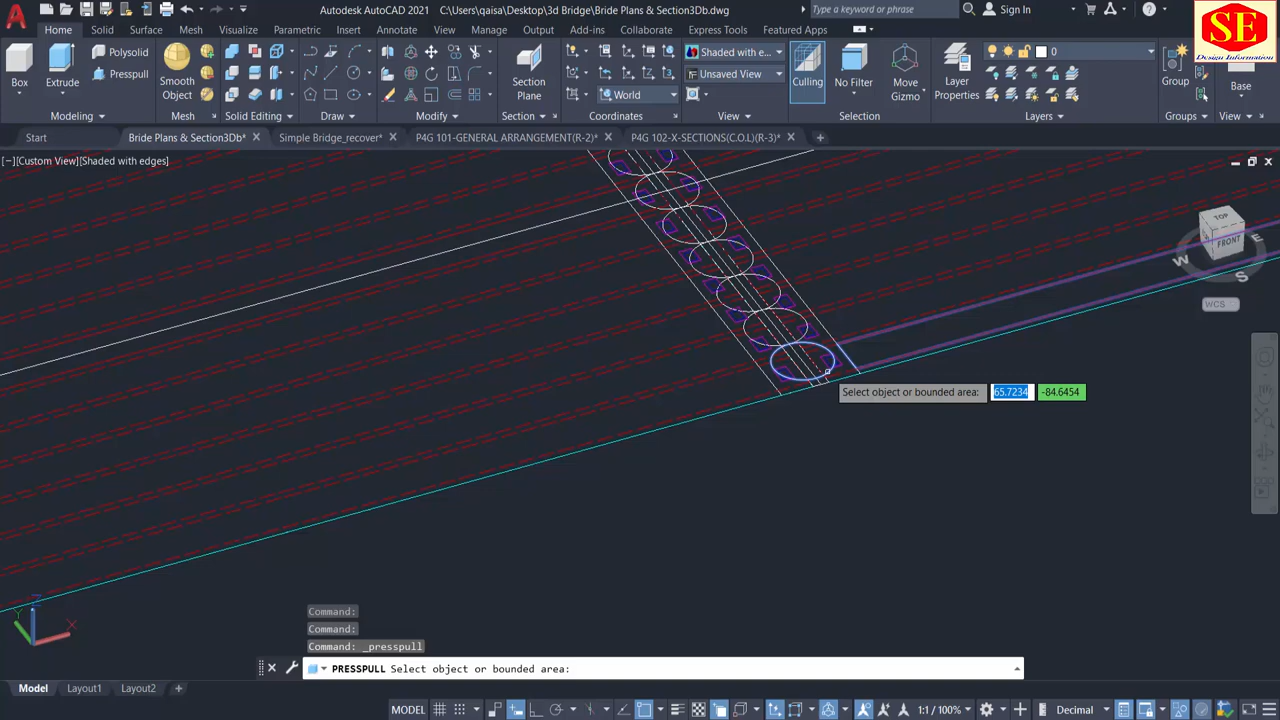 Autodesk AutoCAD 2021 C:\Users\qaisa\Desktop\3d Bridge\Bride Plans & Section3Db.dwg
Type a keyword or phrase
Sign In
SE
Design Information
Home Solid Surface Mesh Visualize Parametric Insert Annotate View Manage Output Add-ins Collaborate Express Tools Featured Apps
Box
Extrude
Polysolid
Presspull
Smooth
Object
Section
Plane
World
Shaded with e...
Unsaved View
Culling
No Filter
Move
Gizmo
Layer
Properties
0
Group
Base
Modeling
Mesh
Solid Editing
Draw
Modify
Section
Coordinates
View
Selection
Layers
Groups
View
Start
Bride Plans & Section3Db*
Simple Bridge_recover*
P4G 101-GENERAL ARRANGEMENT(R-2)*
P4G 102-X-SECTIONS(C.O.L)(R-3)*
[−][Custom View][Shaded with edges]
TOP
FRONT
W
E
S
WCS
Select object or bounded area:
65.7234
-84.6454
Z
Y
X
Command:
Command:
Command: _presspull
PRESSPULL Select object or bounded area:
Model Layout1 Layout2
MODEL
1:1 / 100%
Decimal